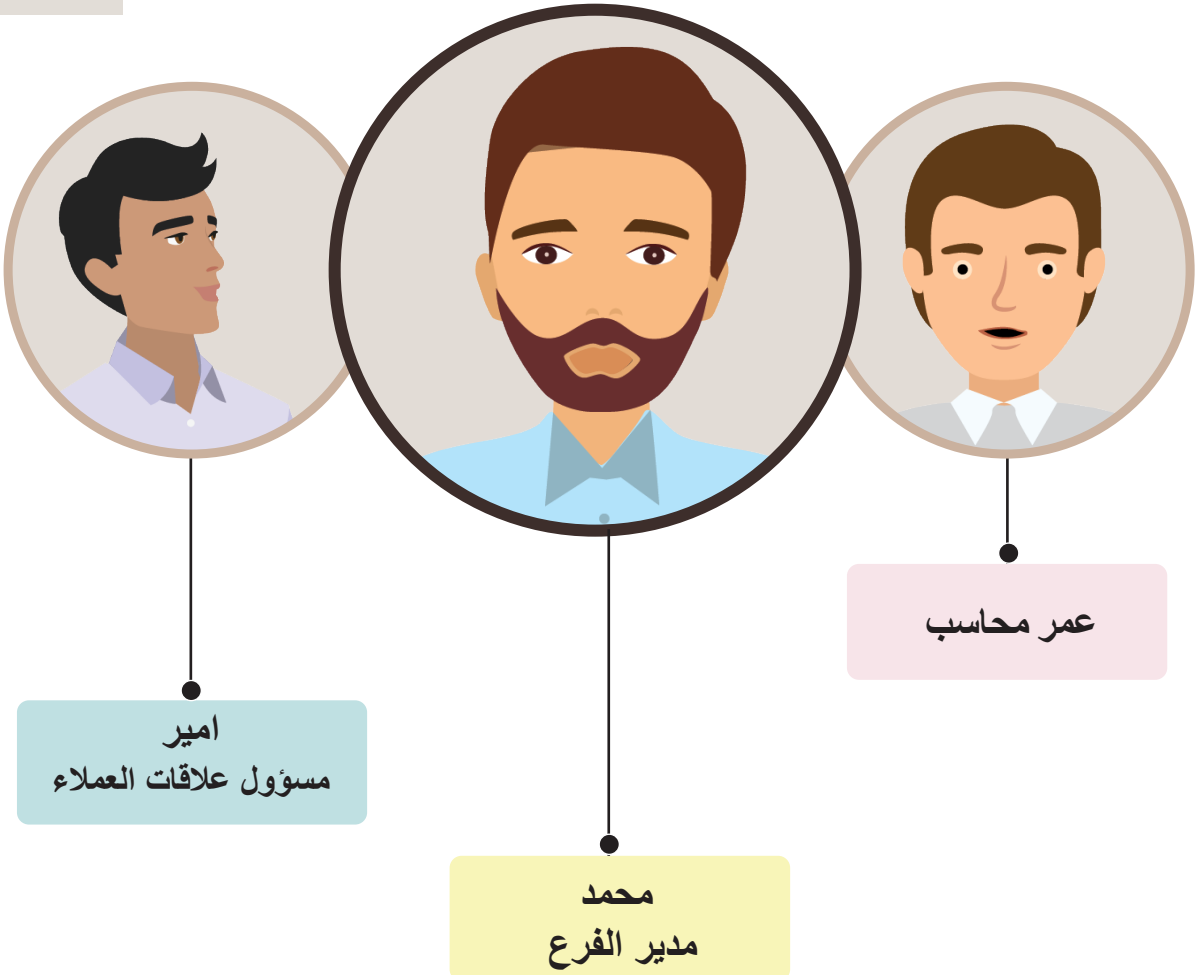 عمر محاسب
امير
مسؤول علاقات العملاء
محمد
مدير الفرع